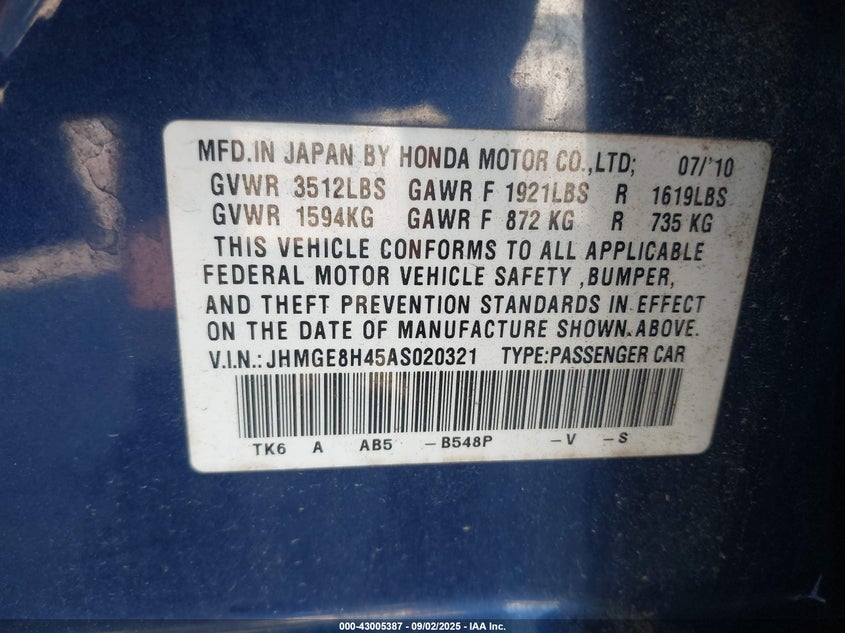 MFD.IN JAPAN BY HONDA MOTOR CO.,LTD; 07/'10
GVWR 3512LBS GAWR F 1921LBS R 1619LBS
GVWR 1594KG GAWR F 872 KG R 735 KG
THIS VEHICLE CONFORMS TO ALL APPLICABLE
FEDERAL MOTOR VEHICLE SAFETY ,BUMPER,
AND THEFT PREVENTION STANDARDS IN EFFECT
ON THE DATE OF MANUFACTURE SHOWN.ABOVE.
V.I.N.:JHMGE8H45AS020321 TYPE:PASSENGER CAR
TK6 A AB5 -B548P -V -S
000-43005387 - 09/02/2025 - IAA Inc.